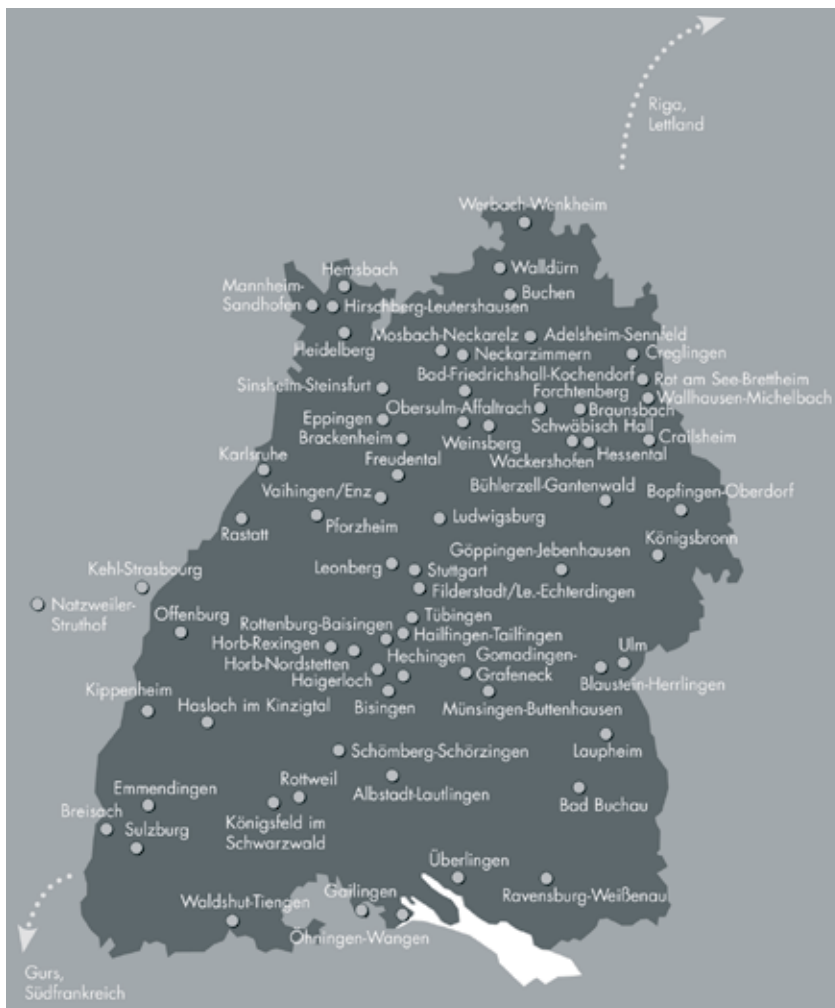 Riga,
Lettland
Werbach-Wenkheim
Walldürn
Hemsbach
Mannheim-
Sandhofen
Buchen
Hirschberg-Leutershausen
Mosbach-Neckarelz
Adelsheim-Sennfeld
Heidelberg
Neckarzimmern
Creglingen
Bad-Friedrichshall-Kochendorf
Rot am See-Brettheim
Sinsheim-Steinsfurt
Forchtenberg
Wallhausen-Michelbach
Obersulm-Affaltrach
Braunsbach
Eppingen
Schwäbisch Hall
Brackenheim
Weinsberg
Crailsheim
Karlsruhe
Freudental
Wackershofen
Hessental
Vaihingen/Enz
Bühlerzell-Gantenwald
Bopfingen-Oberdorf
Rastatt
Pforzheim
Ludwigsburg
Königsbronn
Göppingen-Jebenhausen
Kehl-Strasbourg
Leonberg
Stuttgart
Filderstadt/Le.-Echterdingen
Natzweiler-
Struthof
Offenburg
Tübingen
Rottenburg-Baisingen
Hailfingen-Tailfingen
Horb-Rexingen
Ulm
Horb-Nordstetten
Hechingen
Gomadingen-
Grafeneck
Haigerloch
Blaustein-Herrlingen
Kippenheim
Haslach im Kinzigtal
Bisingen
Münsingen-Buttenhausen
Schömberg-Schörzingen
Laupheim
Emmendingen
Rottweil
Albstadt-Lautlingen
Bad Buchau
Breisach
Sulzburg
Königsfeld im
Schwarzwald
Überlingen
Waldshut-Tiengen
Gailingen
Ravensburg-Weißenau
Öhningen-Wangen
Gurs,
Südfrankreich